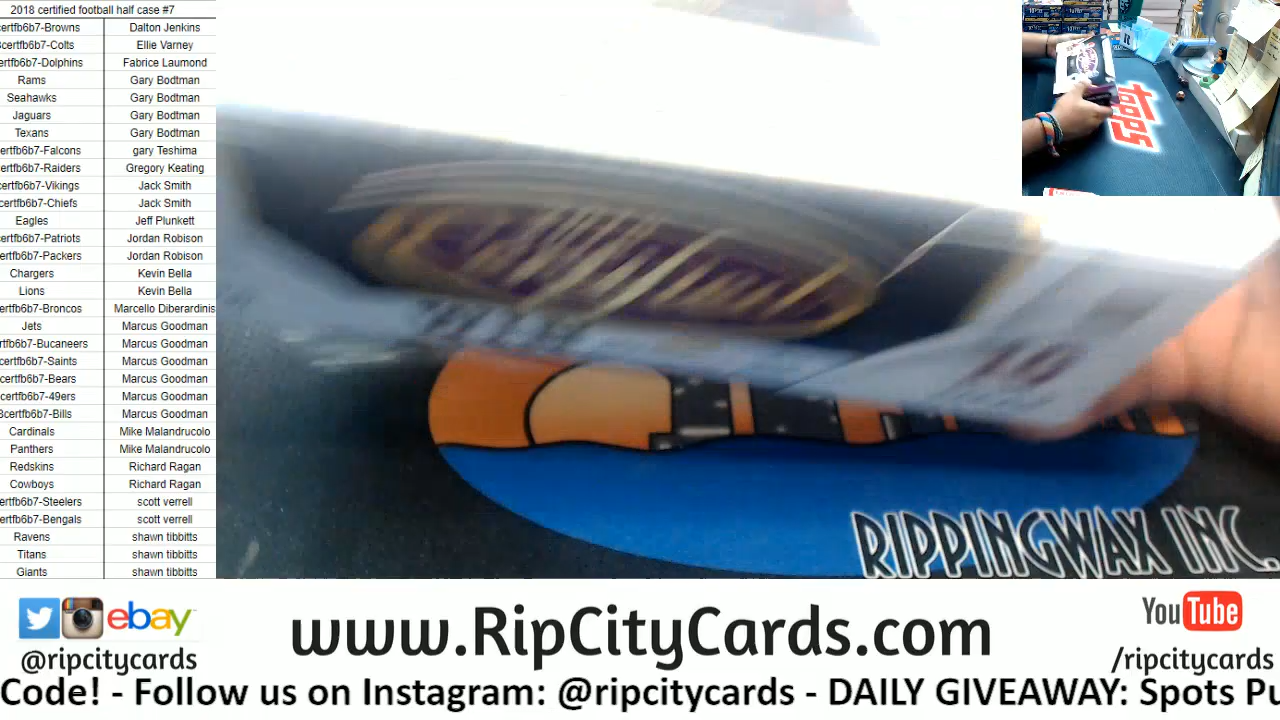 2018 certified football half case #7
certfb6b7-Browns Dalton Jenkins
certfb6b7-Colts Ellie Varney
ertfb6b7-Dolphins Fabrice Laumond
Rams Gary Bodtman
Seahawks Gary Bodtman
Jaguars Gary Bodtman
Texans Gary Bodtman
certfb6b7-Falcons gary Teshima
certfb6b7-Raiders Gregory Keating
certfb6b7-Vikings Jack Smith
certfb6b7-Chiefs Jack Smith
Eagles Jeff Plunkett
certfb6b7-Patriots Jordan Robison
certfb6b7-Packers Jordan Robison
Chargers Kevin Bella
Lions Kevin Bella
ertfb6b7-Broncos Marcello Diberardinis
Jets Marcus Goodman
rtfb6b7-Bucaneers Marcus Goodman
certfb6b7-Saints Marcus Goodman
certfb6b7-Bears Marcus Goodman
certfb6b7-49ers Marcus Goodman
8certfb6b7-Bills Marcus Goodman
Cardinals Mike Malandrucolo
Panthers Mike Malandrucolo
Redskins Richard Ragan
Cowboys Richard Ragan
ertfb6b7-Steelers scott verrell
ertfb6b7-Bengals scott verrell
Ravens shawn tibbitts
Titans shawn tibbitts
Giants shawn tibbitts
topps
RIPPINGWAX INC.
ebay
@ripcitycards
www.RipCityCards.com
YouTube
/ripcitycards
Code! - Follow us on Instagram: @ripcitycards - DAILY GIVEAWAY: Spots Pu